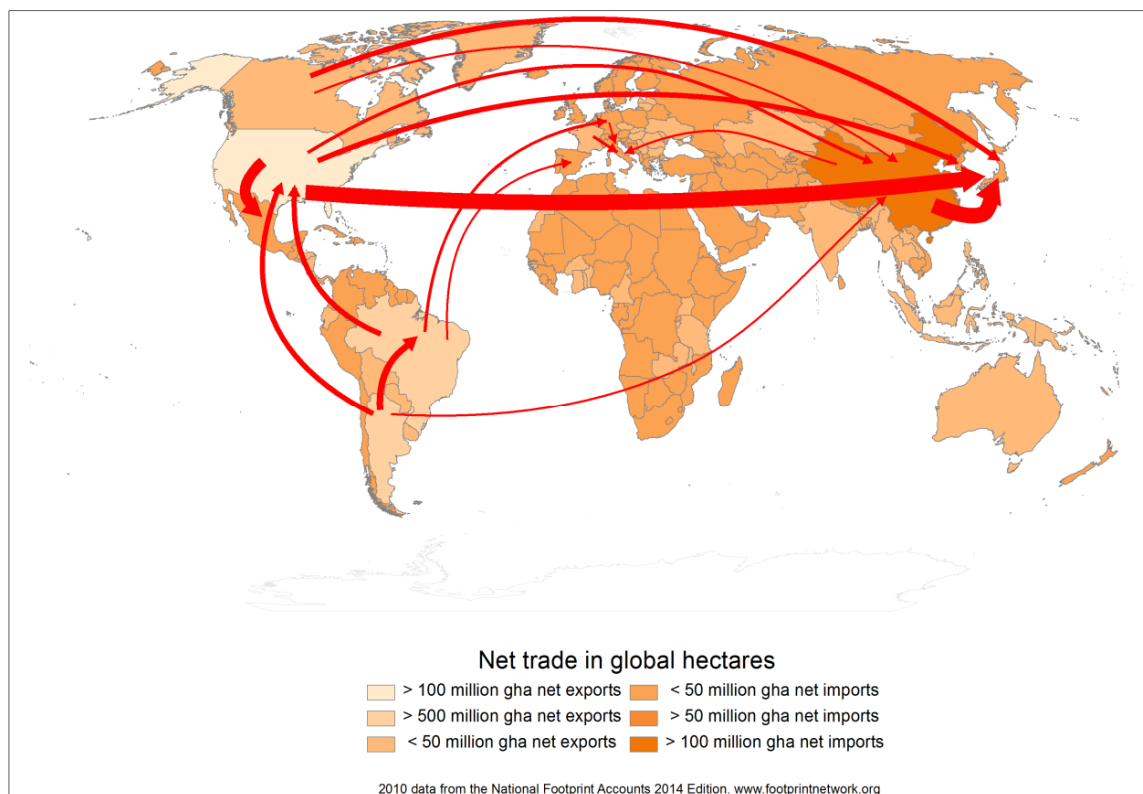 Net trade in global hectares
> 100 million gha net exports
< 50 million gha net imports
> 500 million gha net exports
> 50 million gha net imports
< 50 million gha net exports
> 100 million gha net imports
2010 data from the National Footprint Accounts 2014 Edition. www.footprintnetwork.org